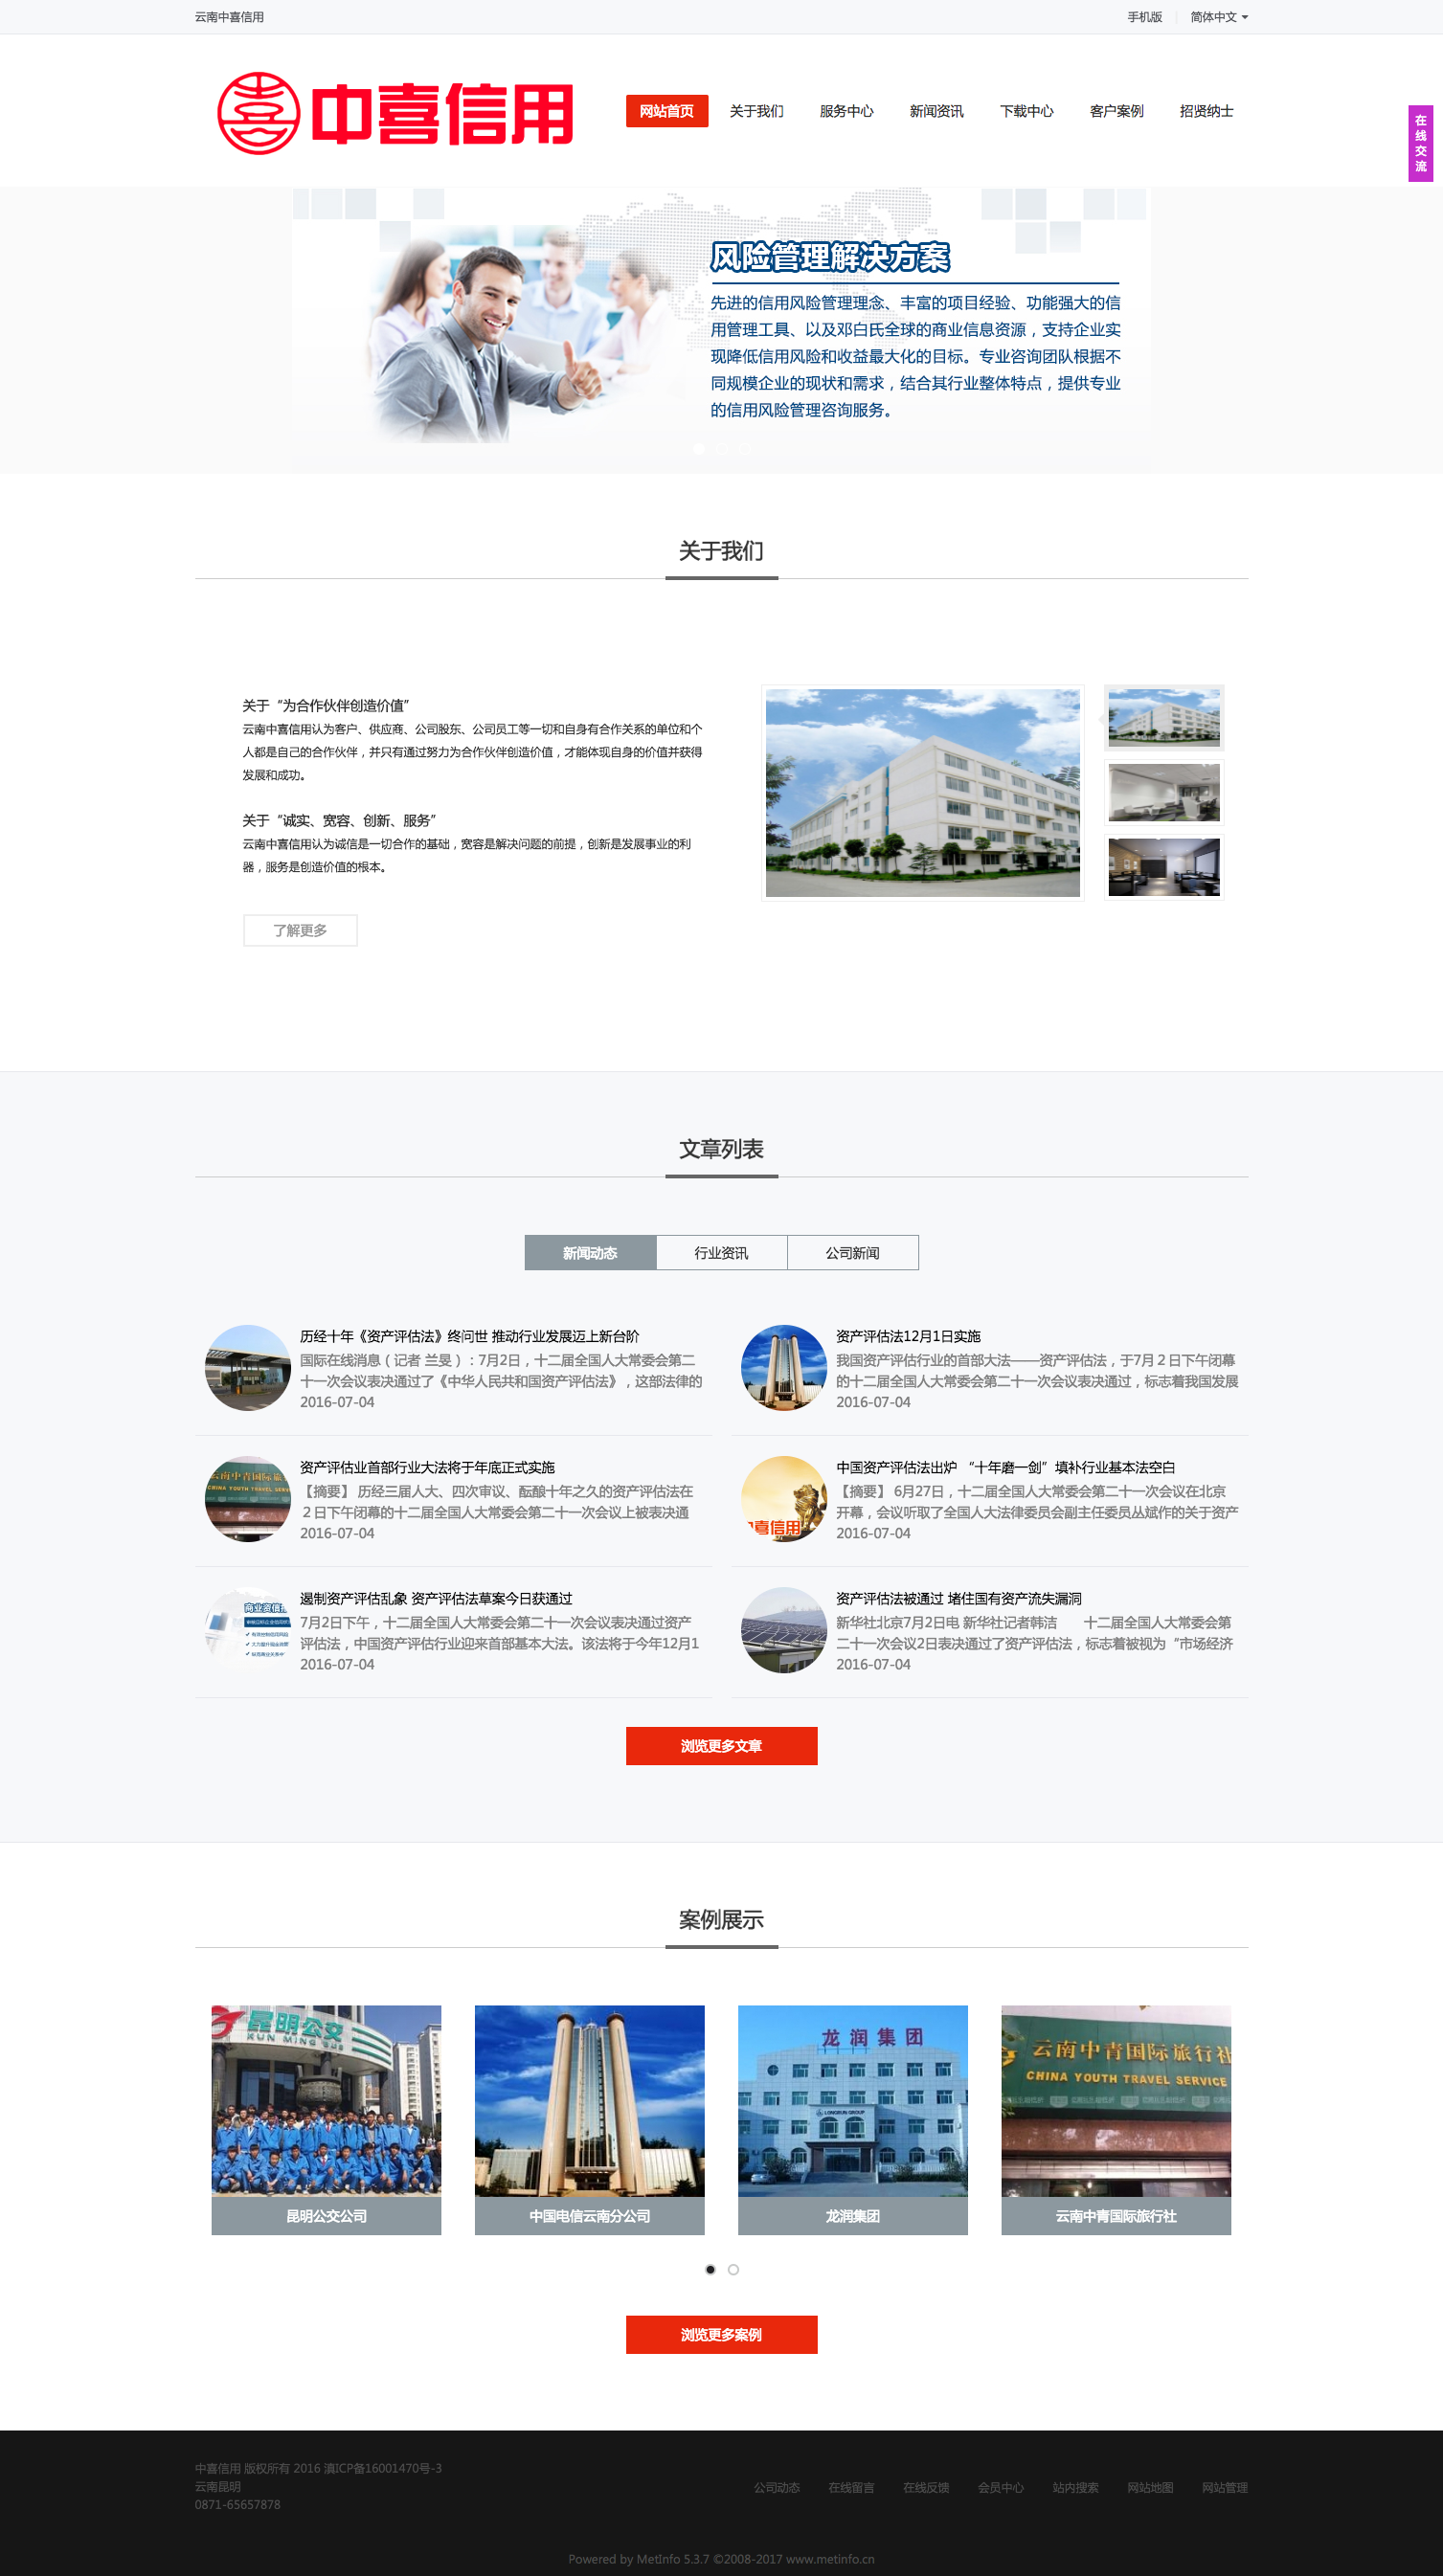 云南中喜信用
手机版
简体中文
中喜信用
网站首页
关于我们
服务中心
新闻资讯
下载中心
客户案例
招贤纳士
在线交流
风险管理解决方案
先进的信用风险管理理念、丰富的项目经验、功能强大的信
用管理工具、以及邓白氏全球的商业信息资源，支持企业实
现降低信用风险和收益最大化的目标。专业咨询团队根据不
同规模企业的现状和需求，结合其行业整体特点，提供专业
的信用风险管理咨询服务。
关于我们
关于“为合作伙伴创造价值”
云南中喜信用认为客户、供应商、公司股东、公司员工等一切和自身有合作关系的单位和个
人都是自己的合作伙伴，并只有通过努力为合作伙伴创造价值，才能体现自身的价值并获得
发展和成功。
关于“诚实、宽容、创新、服务”
云南中喜信用认为诚信是一切合作的基础，宽容是解决问题的前提，创新是发展事业的利
器，服务是创造价值的根本。
了解更多
文章列表
新闻动态
行业资讯
公司新闻
历经十年《资产评估法》终问世 推动行业发展迈上新台阶
国际在线消息（记者 兰旻）：7月2日，十二届全国人大常委会第二
十一次会议表决通过了《中华人民共和国资产评估法》，这部法律的
2016-07-04
资产评估法12月1日实施
我国资产评估行业的首部大法——资产评估法，于7月２日下午闭幕
的十二届全国人大常委会第二十一次会议表决通过，标志着我国发展
2016-07-04
云南中青国际旅
CHINA YOUTH TRAVEL SER
资产评估业首部行业大法将于年底正式实施
【摘要】 历经三届人大、四次审议、酝酿十年之久的资产评估法在
２日下午闭幕的十二届全国人大常委会第二十一次会议上被表决通
2016-07-04
中喜信用
中国资产评估法出炉 “十年磨一剑”填补行业基本法空白
【摘要】 6月27日，十二届全国人大常委会第二十一次会议在北京
开幕，会议听取了全国人大法律委员会副主任委员丛斌作的关于资产
2016-07-04
商业资信
遏制资产评估乱象 资产评估法草案今日获通过
7月2日下午，十二届全国人大常委会第二十一次会议表决通过资产
评估法，中国资产评估行业迎来首部基本大法。该法将于今年12月1
2016-07-04
资产评估法被通过 堵住国有资产流失漏洞
新华社北京7月2日电 新华社记者韩洁　　十二届全国人大常委会第
二十一次会议2日表决通过了资产评估法，标志着被视为“市场经济
2016-07-04
浏览更多文章
案例展示
昆明公交
KUN MING BUS
龙润集团
LONGRUN GROUP
云南中青国际旅行社
CHINA YOUTH TRAVEL SERVICE
昆明公交公司
中国电信云南分公司
龙润集团
云南中青国际旅行社
浏览更多案例
中喜信用 版权所有 2016 滇ICP备16001470号-3
云南昆明
0871-65657878
公司动态
在线留言
在线反馈
会员中心
站内搜索
网站地图
网站管理
Powered by MetInfo 5.3.7 ©2008-2017 www.metinfo.cn